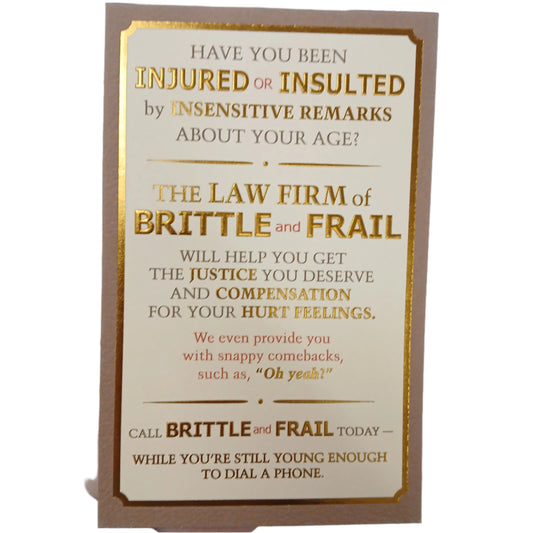 HAVE YOU BEEN
INJURED OR INSULTED
by INSENSITIVE REMARKS
ABOUT YOUR AGE?
THE LAW FIRM of
BRITTLE and FRAIL
WILL HELP YOU GET
THE JUSTICE YOU DESERVE
AND COMPENSATION
FOR YOUR HURT FEELINGS.
We even provide you
with snappy comebacks,
such as, “Oh yeah?”
CALL BRITTLE and FRAIL TODAY—
WHILE YOU'RE STILL YOUNG ENOUGH
TO DIAL A PHONE.